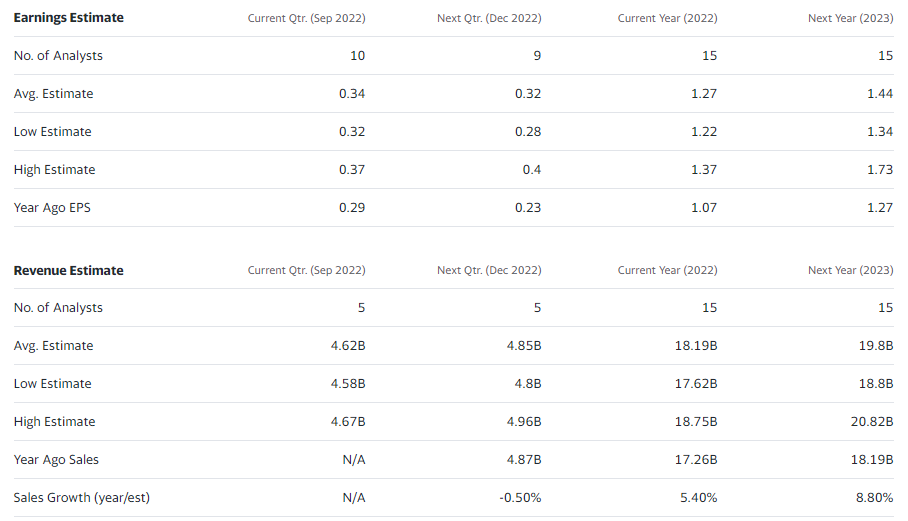 Earnings Estimate Current Qtr. (Sep 2022) Next Qtr. (Dec 2022) Current Year (2022) Next Year (2023)
No. of Analysts 10 9 15 15
Avg. Estimate 0.34 0.32 1.27 1.44
Low Estimate 0.32 0.28 1.22 1.34
High Estimate 0.37 0.4 1.37 1.73
Year Ago EPS 0.29 0.23 1.07 1.27
Revenue Estimate Current Qtr. (Sep 2022) Next Qtr. (Dec 2022) Current Year (2022) Next Year (2023)
No. of Analysts 5 5 15 15
Avg. Estimate 4.62B 4.85B 18.19B 19.8B
Low Estimate 4.58B 4.8B 17.62B 18.8B
High Estimate 4.67B 4.96B 18.75B 20.82B
Year Ago Sales N/A 4.87B 17.26B 18.19B
Sales Growth (year/est) N/A -0.50% 5.40% 8.80%